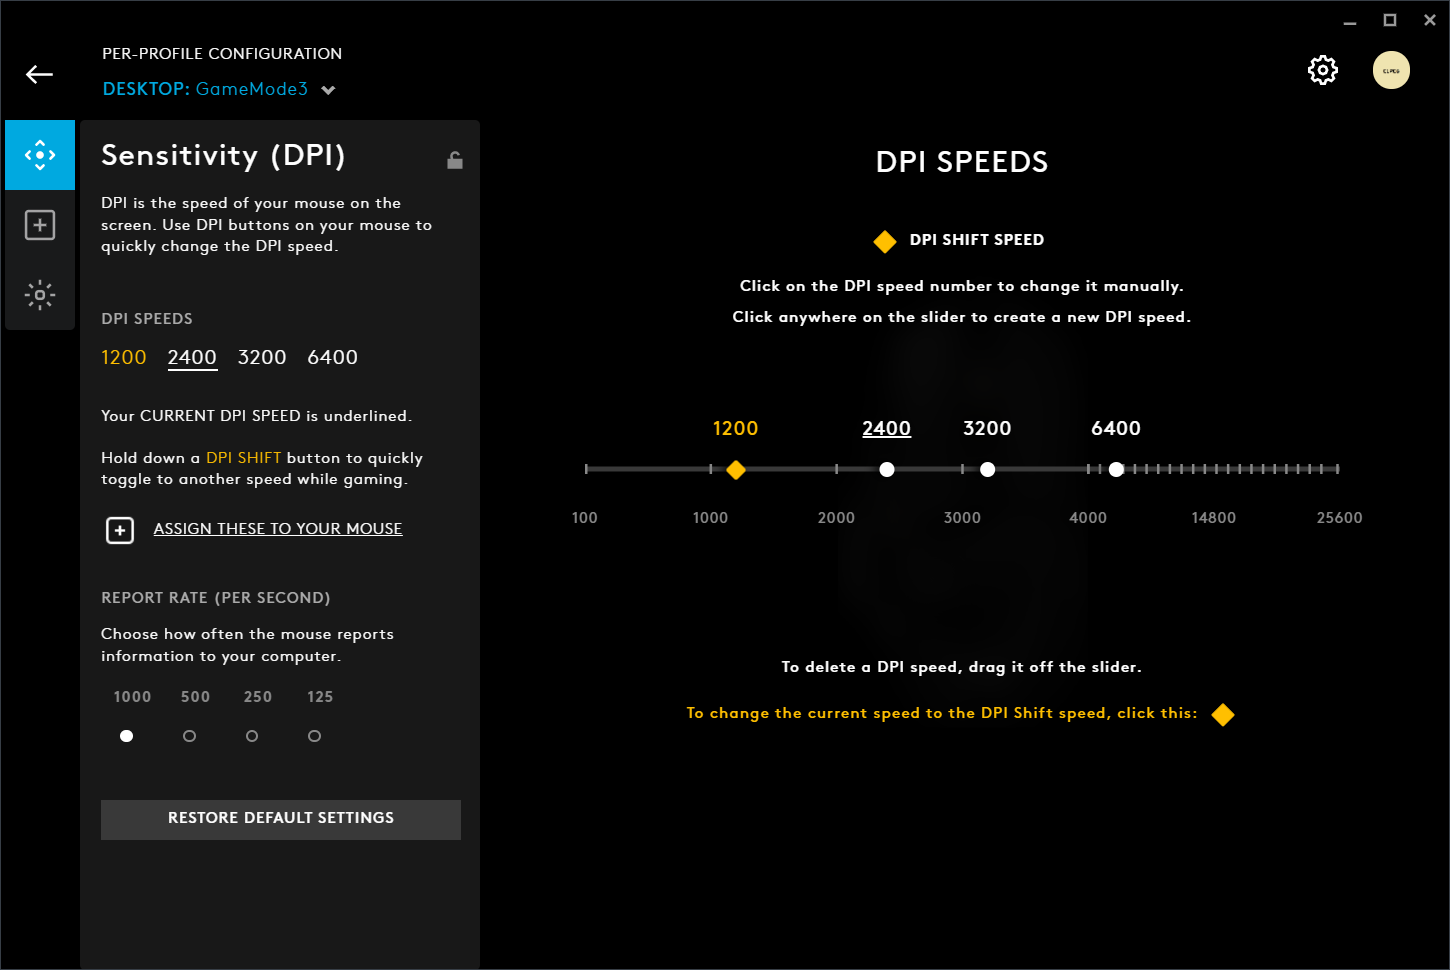 PER-PROFILE CONFIGURATION
DESKTOP: GameMode3
Sensitivity (DPI)
DPI is the speed of your mouse on the
screen. Use DPI buttons on your mouse to
quickly change the DPI speed.
DPI SPEEDS
1200 2400 3200 6400
Your CURRENT DPI SPEED is underlined.
Hold down a DPI SHIFT button to quickly
toggle to another speed while gaming.
ASSIGN THESE TO YOUR MOUSE
REPORT RATE (PER SECOND)
Choose how often the mouse reports
information to your computer.
1000 500 250 125
RESTORE DEFAULT SETTINGS
DPI SPEEDS
DPI SHIFT SPEED
Click on the DPI speed number to change it manually.
Click anywhere on the slider to create a new DPI speed.
1200 2400 3200 6400
100 1000 2000 3000 4000 14800 25600
To delete a DPI speed, drag it off the slider.
To change the current speed to the DPI Shift speed, click this: